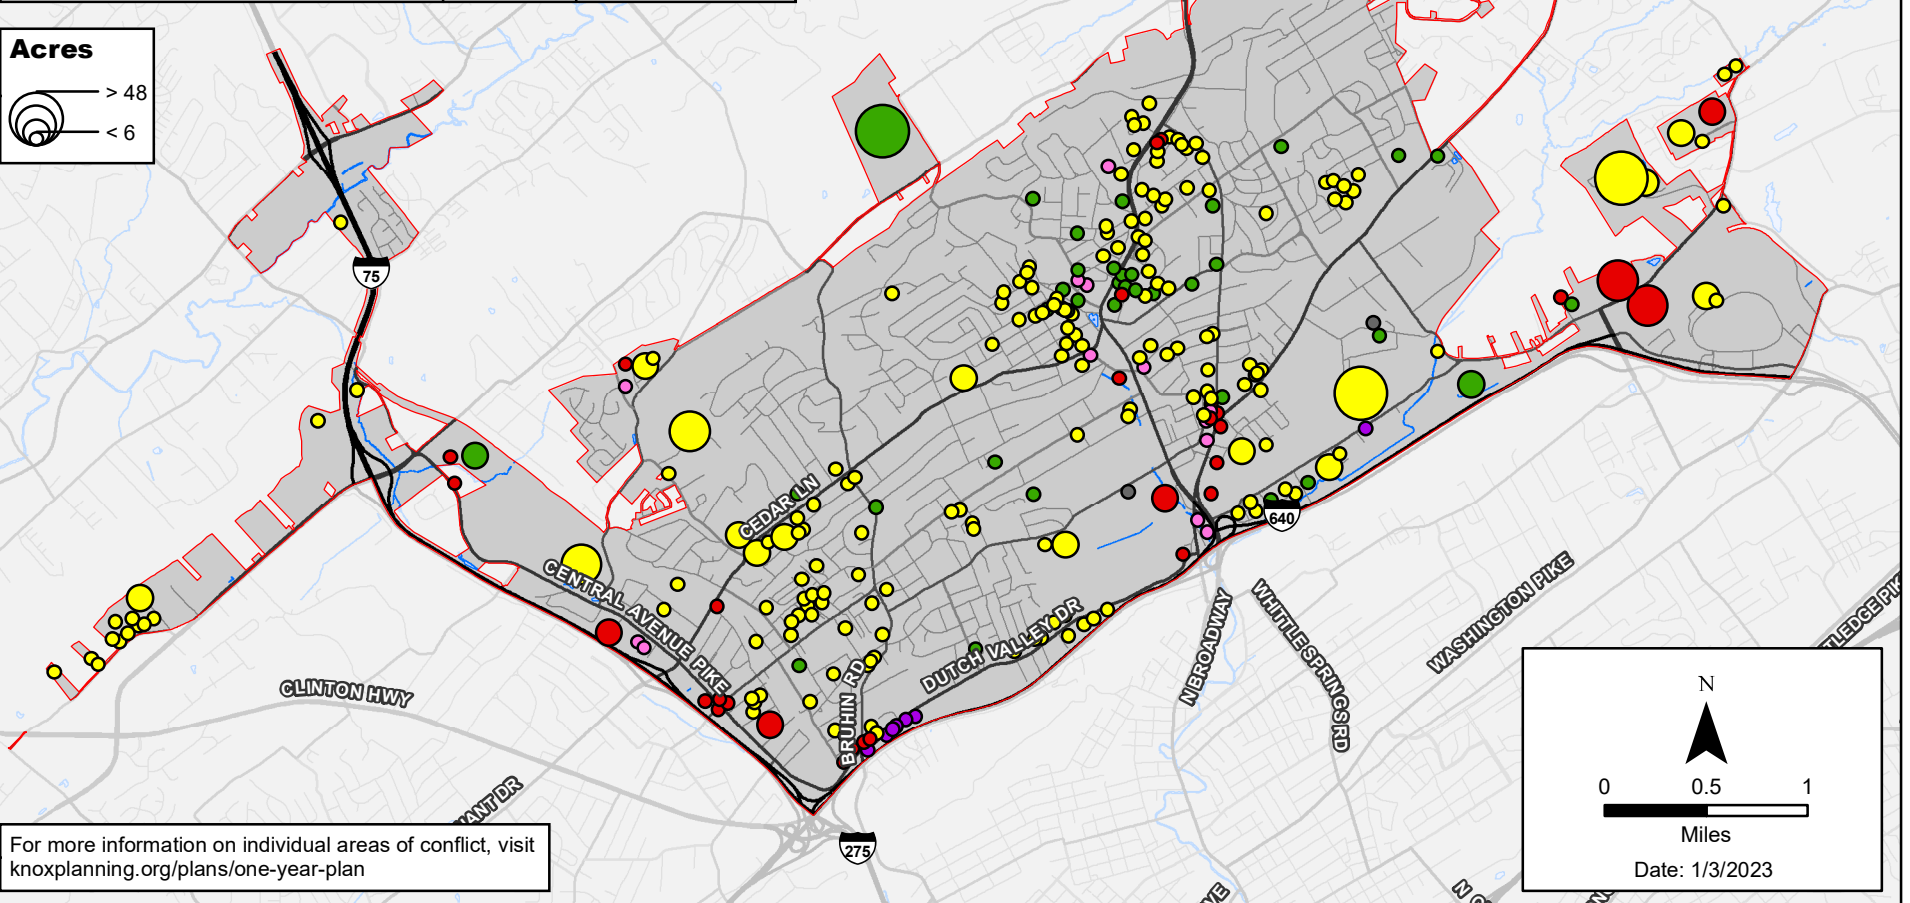 Acres
> 48
< 6
75
CEDAR LN
640
CENTRAL AVENUE PIKE
DUTCH VALLEY DR
BRUHIN RD
N BROADWAY
WHITTLE SPRINGS RD
WASHINGTON PIKE
CLINTON HWY
DR
275
N
0 0.5 1
Miles
Date: 1/3/2023
For more information on individual areas of conflict, visit
knoxplanning.org/plans/one-year-plan